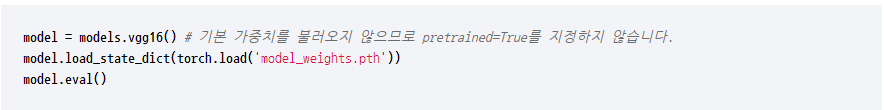 model = models.vgg16() # 기본 가중치를 불러오지 않으므로 pretrained=True를 지정하지 않습니다.
model.load_state_dict(torch.load('model_weights.pth'))
model.eval()